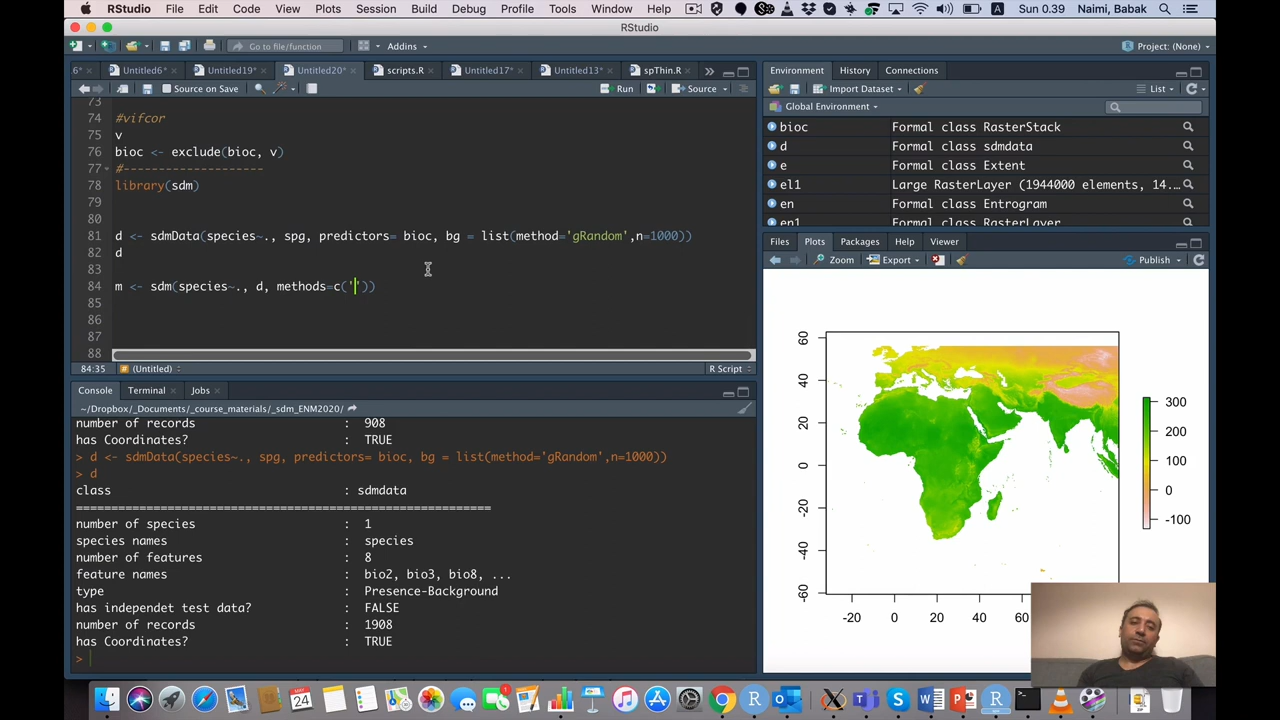 RStudio File Edit Code View Plots Session Build Debug Profile Tools Window Help Sun 0.39 Naimi, Babak
RStudio
Go to file/function Addins Project: (None)
6* Untitled6* Untitled19* Untitled20* scripts.R Untitled17* Untitled13* spThin.R
Source on Save Run Source
73
74 #vifcor
75 v
76 bioc <- exclude(bioc, v)
77 #--------------------
78 library(sdm)
79
80
81 d <- sdmData(species~., spg, predictors= bioc, bg = list(method='gRandom',n=1000))
82 d
83
84 m <- sdm(species~., d, methods=c(''))
85
86
87
88
84:35 (Untitled) R Script
Console Terminal Jobs
~/Dropbox/_Documents/_course_materials/_sdm_ENM2020/
number of records : 908
has Coordinates? : TRUE
> d <- sdmData(species~., spg, predictors= bioc, bg = list(method='gRandom',n=1000))
> d
class : sdmdata
===========================================================
number of species : 1
species names : species
number of features : 8
feature names : bio2, bio3, bio8, ...
type : Presence-Background
has independet test data? : FALSE
number of records : 1908
has Coordinates? : TRUE
>
Environment History Connections
Import Dataset List
Global Environment
bioc Formal class RasterStack
d Formal class sdmdata
e Formal class Extent
el1 Large RasterLayer (1944000 elements, 14....
en Formal class Entrogram
en1 Formal class RasterLayer
Files Plots Packages Help Viewer
Zoom Export Publish
60
40
20
0
-20
-40
-60
-20 0 20 40 60
300
200
100
0
-100
MAY
24
1